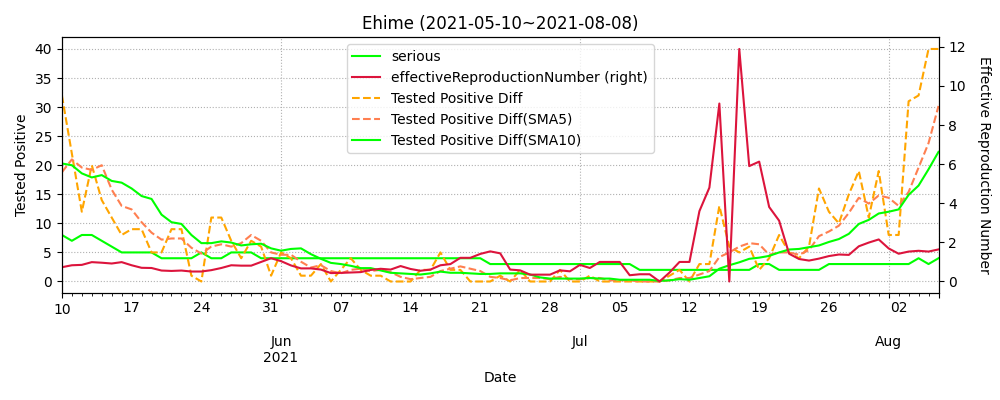 Ehime (2021-05-10~2021-08-08)
serious
effectiveReproductionNumber (right)
Tested Positive Diff
Tested Positive Diff(SMA5)
Tested Positive Diff(SMA10)
Tested Positive
40
35
30
25
20
15
10
5
0
12
10
8
6
4
2
0
Effective Reproduction Number
10 17 24 31 07 14 21 28 05 12 19 26 02
Jun Jul Aug
2021
Date